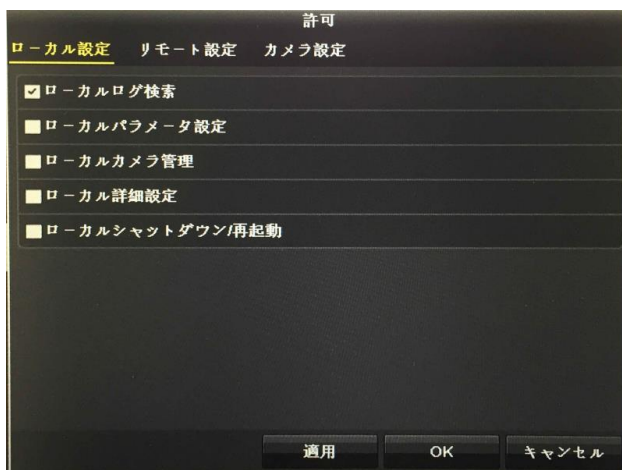 許可
ローカル設定 リモート設定 カメラ設定
ローカルログ検索
ローカルパラメータ設定
ローカルカメラ管理
ローカル詳細設定
ローカルシャットダウン/再起動
適用 OK キャンセル